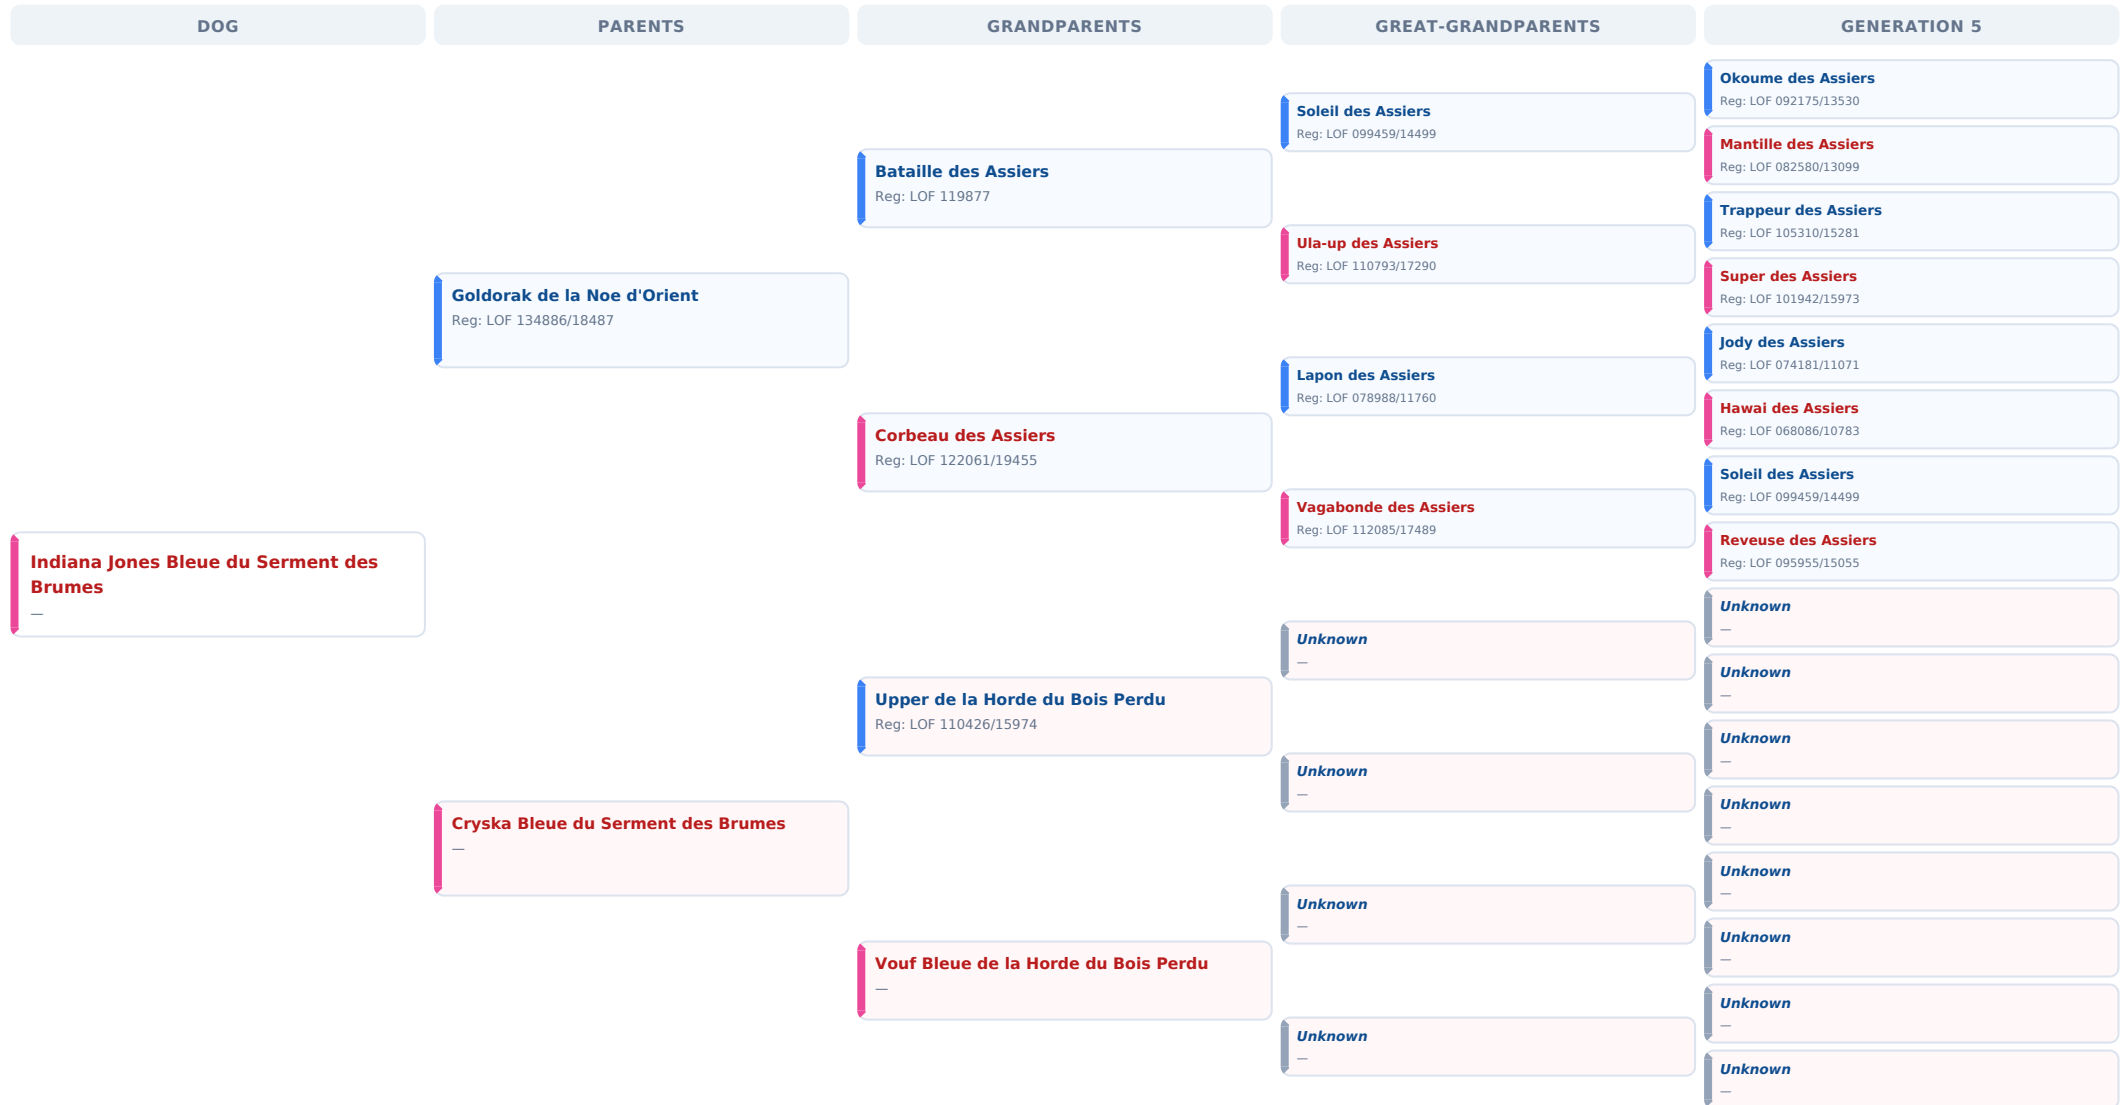 DOG
PARENTS
GRANDPARENTS
GREAT-GRANDPARENTS
GENERATION 5
Indiana Jones Bleue du Serment des
Brumes
—
Goldorak de la Noe d'Orient
Reg: LOF 134886/18487
Cryska Bleue du Serment des Brumes
—
Bataille des Assiers
Reg: LOF 119877
Corbeau des Assiers
Reg: LOF 122061/19455
Upper de la Horde du Bois Perdu
Reg: LOF 110426/15974
Vouf Bleue de la Horde du Bois Perdu
—
Soleil des Assiers
Reg: LOF 099459/14499
Ula-up des Assiers
Reg: LOF 110793/17290
Lapon des Assiers
Reg: LOF 078988/11760
Vagabonde des Assiers
Reg: LOF 112085/17489
Unknown
—
Unknown
—
Unknown
—
Unknown
—
Okoume des Assiers
Reg: LOF 092175/13530
Mantille des Assiers
Reg: LOF 082580/13099
Trappeur des Assiers
Reg: LOF 105310/15281
Super des Assiers
Reg: LOF 101942/15973
Jody des Assiers
Reg: LOF 074181/11071
Hawai des Assiers
Reg: LOF 068086/10783
Soleil des Assiers
Reg: LOF 099459/14499
Reveuse des Assiers
Reg: LOF 095955/15055
Unknown
—
Unknown
—
Unknown
—
Unknown
—
Unknown
—
Unknown
—
Unknown
—
Unknown
—